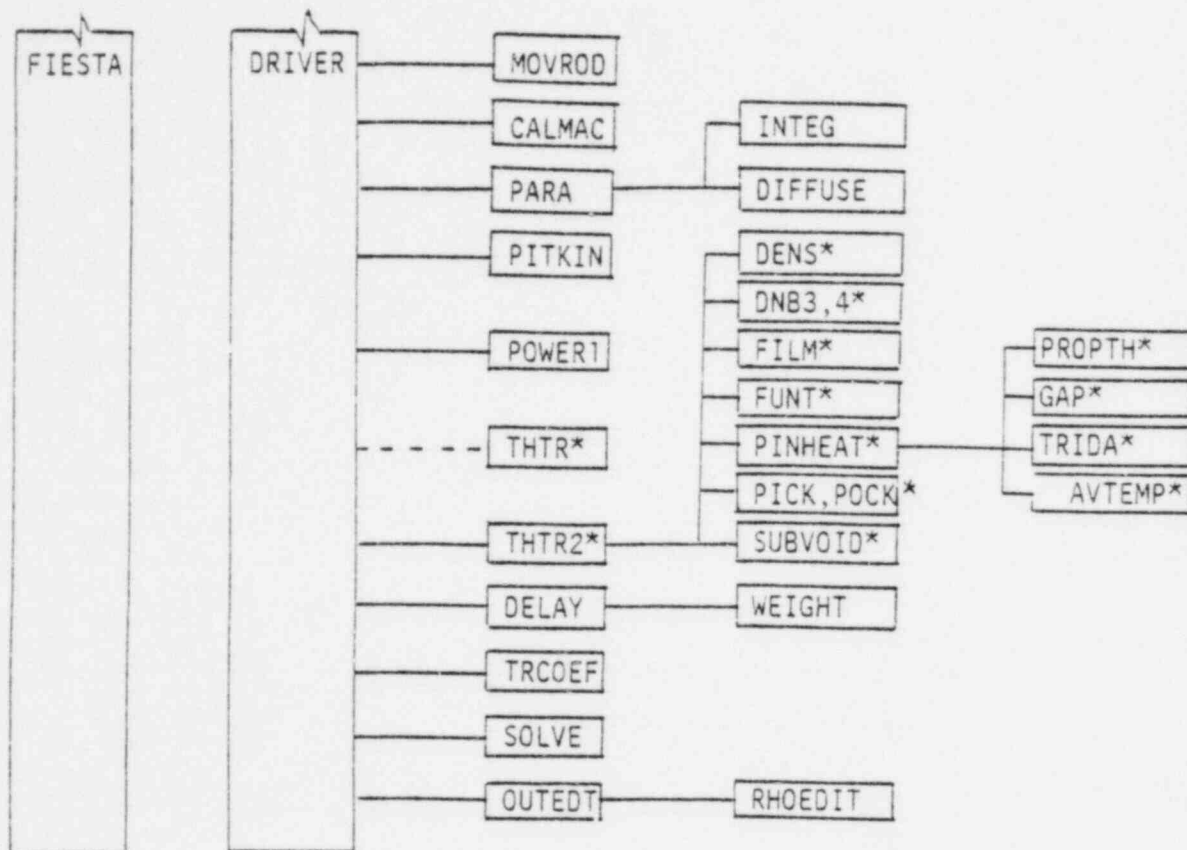 FIESTA
DRIVER
MOVROD
CALMAC
INTEG
PARA
DIFFUSE
PITKIN
DENS*
DNB3,4*
POWER1
FILM*
PROPTH*
FUNT*
GAP*
THTR*
PINHEAT*
TRIDA*
PICK,POCK*
AVTEMP*
THTR2*
SUBVOID*
DELAY
WEIGHT
TRCOEF
SOLVE
OUTEDT
RHOEDIT